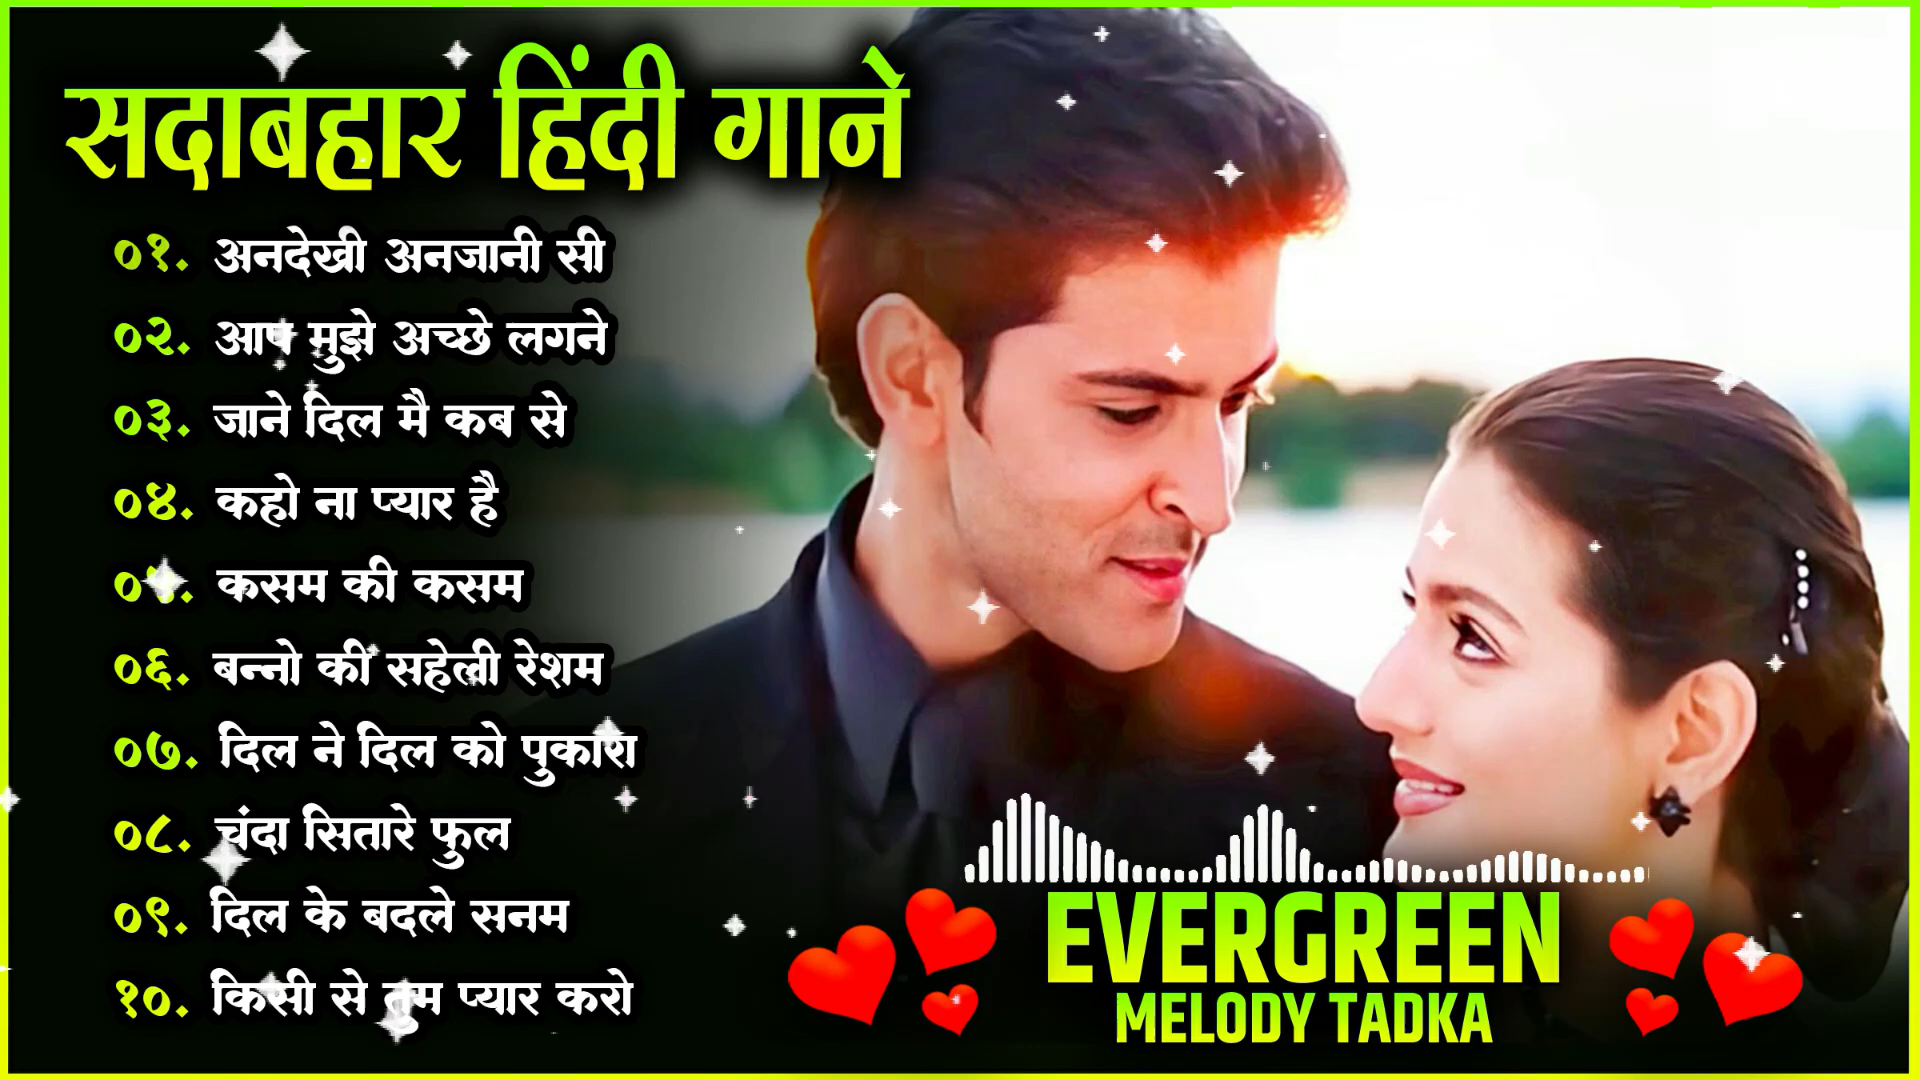 सदाबहार हिंदी गाने
०१. अनदेखी अनजानी सी
०२. आप मुझे अच्छे लगने
०३. जाने दिल मै कब से
०४. कहो ना प्यार है
०५. कसम की कसम
०६. बन्नो की सहेली रेशम
०७. दिल ने दिल को पुकारा
०८. चंदा सितारे फुल
०९. दिल के बदले सनम
१०. किसी से तुम प्यार करो
EVERGREEN
MELODY TADKA